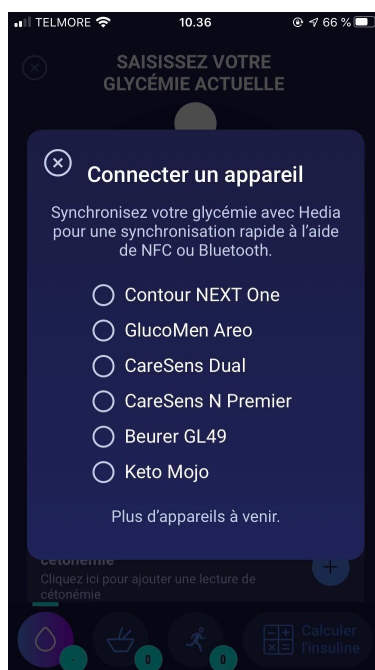 TELMORE 10.36 66 %
SAISISSEZ VOTRE
GLYCÉMIE ACTUELLE
Connecter un appareil
Synchronisez votre glycémie avec Hedia
pour une synchronisation rapide à l'aide
de NFC ou Bluetooth.
Contour NEXT One
GlucoMen Areo
CareSens Dual
CareSens N Premier
Beurer GL49
Keto Mojo
Plus d'appareils à venir.
cétonémie
Cliquez ici pour ajouter une lecture de
cétonémie
- 0 0
Calculer
l'insuline